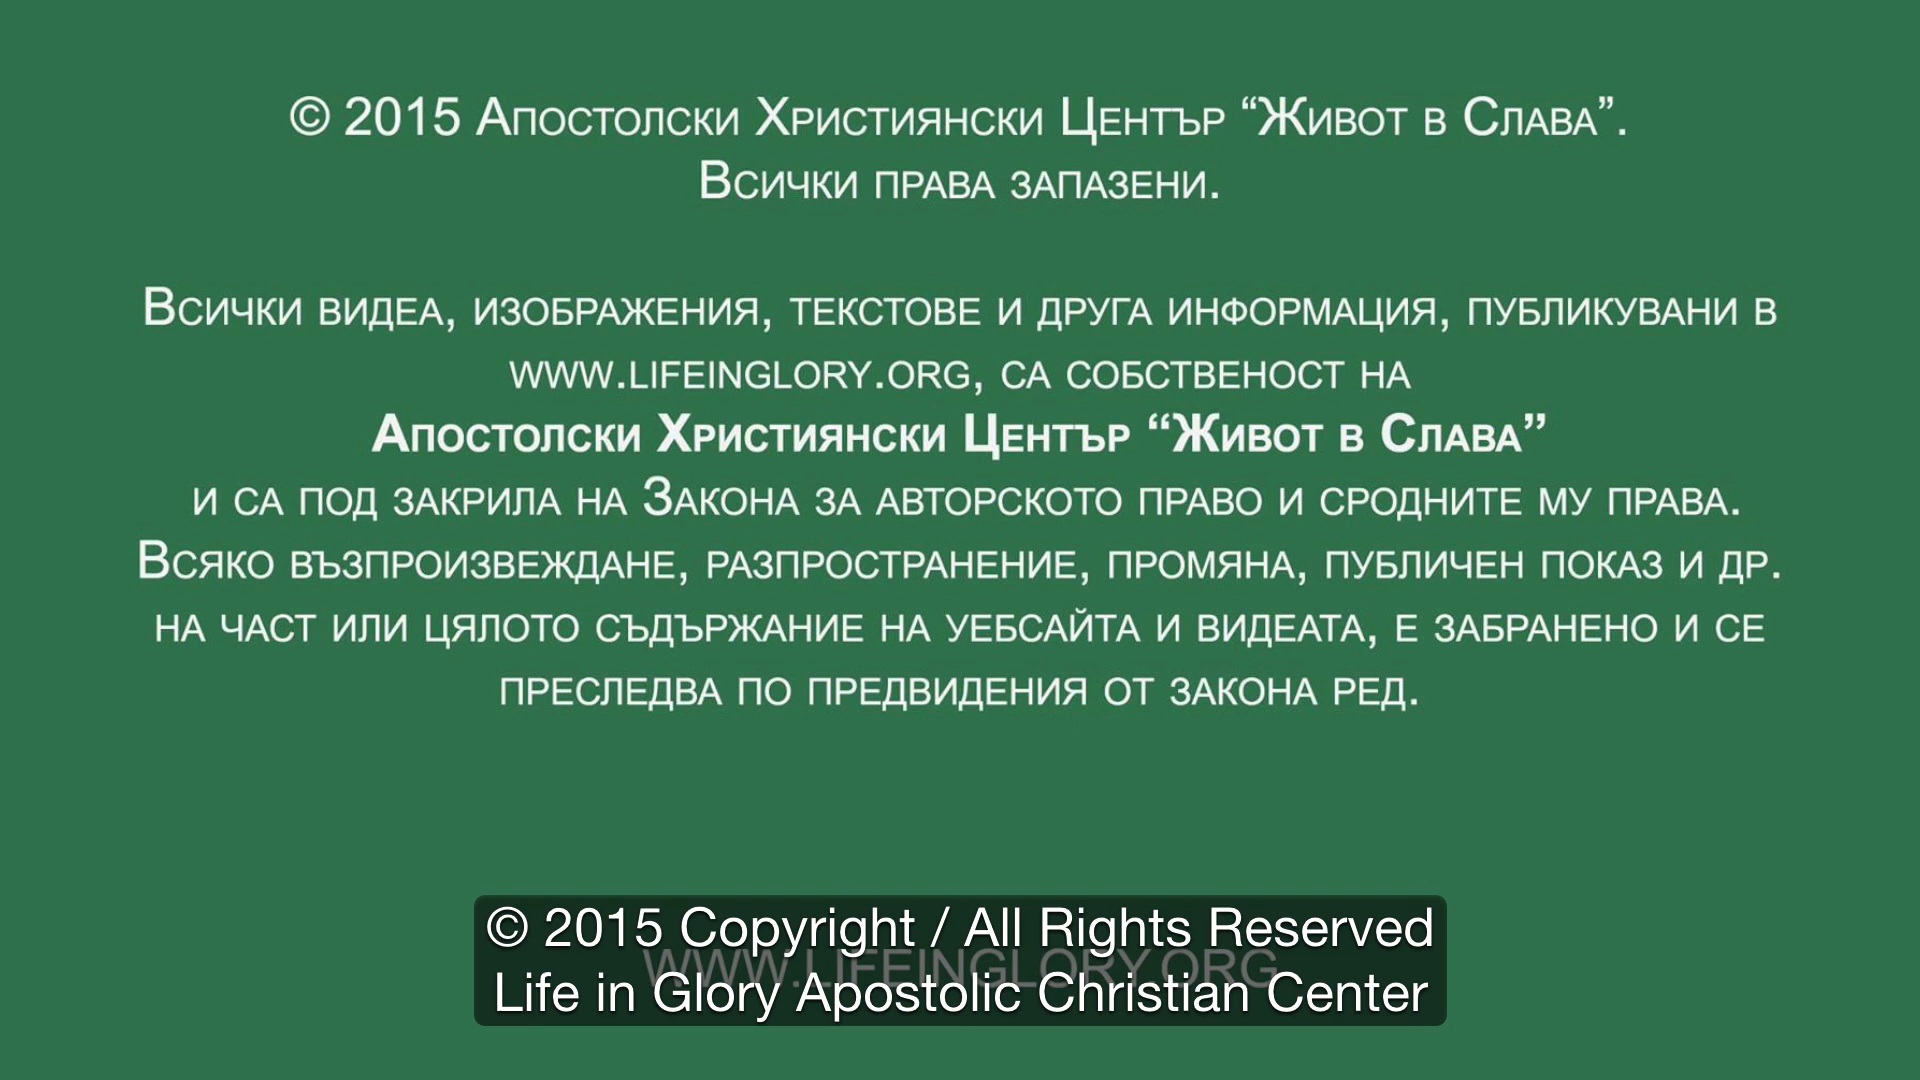 © 2015 Апостолски Християнски Център “Живот в Слава”.
Всички права запазени.
Всички видеа, изображения, текстове и друга информация, публикувани в
www.lifeinglory.org, са собственост на
Апостолски Християнски Център “Живот в Слава”
и са под закрила на Закона за авторското право и сродните му права.
Всяко възпроизвеждане, разпространение, промяна, публичен показ и др.
на част или цялото съдържание на уебсайта и видеата, е забранено и се
преследва по предвидения от закона ред.
© 2015 Copyright / All Rights Reserved
WWW.LIFEINGLORY.ORG
Life in Glory Apostolic Christian Center